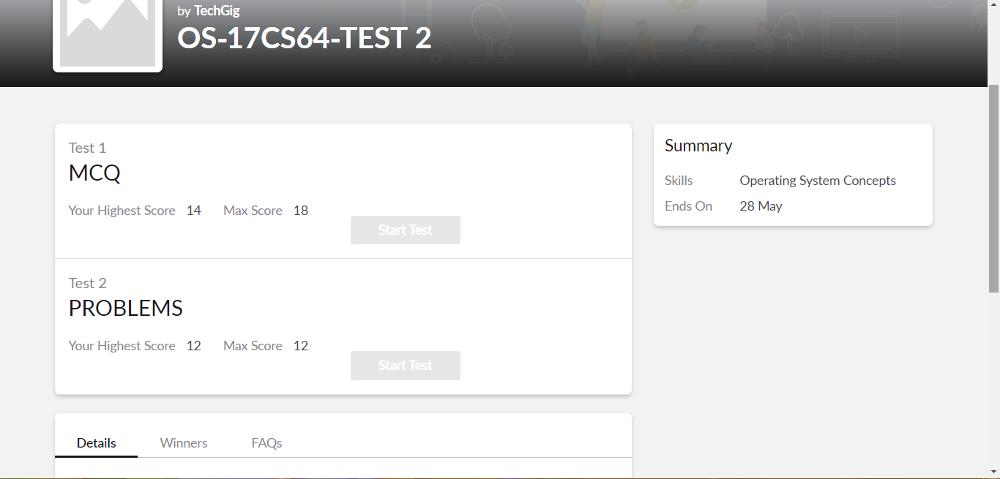 by TechGig
OS-17CS64-TEST 2
Test 1
MCQ
Your Highest Score 14 Max Score 18
Start Test
Test 2
PROBLEMS
Your Highest Score 12 Max Score 12
Start Test
Summary
Skills Operating System Concepts
Ends On 28 May
Details Winners FAQs